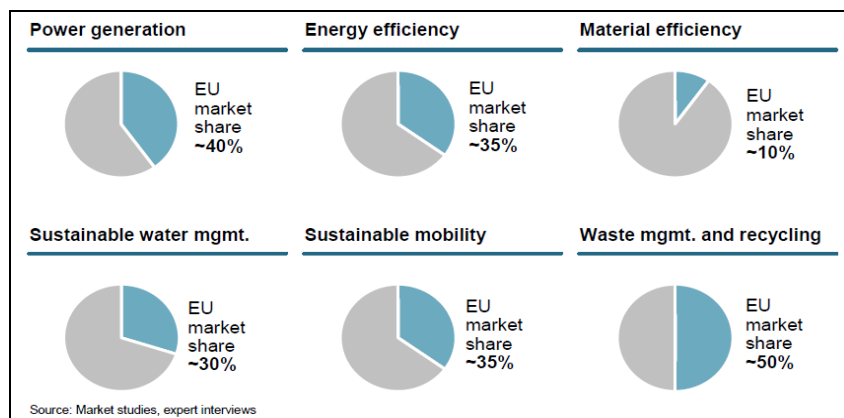 Power generation
EU
market
share
~40%
Energy efficiency
EU
market
share
~35%
Material efficiency
EU
market
share
~10%
Sustainable water mgmt.
EU
market
share
~30%
Sustainable mobility
EU
market
share
~35%
Waste mgmt. and recycling
EU
market
share
~50%
Source: Market studies, expert interviews